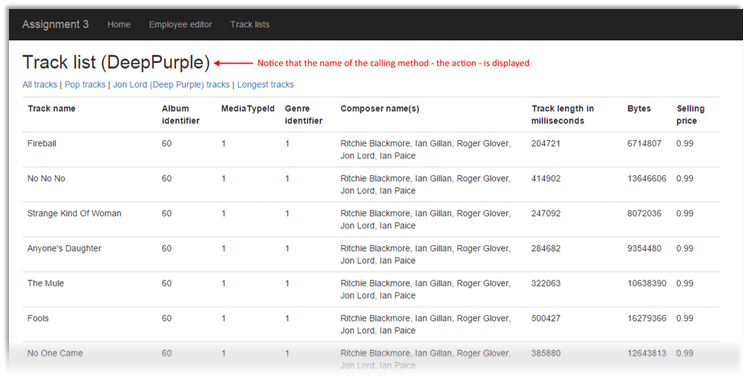 Assignment 3 Home Employee editor Track lists
Track list (DeepPurple) Notice that the name of the calling method - the action - is displayed
All tracks | Pop tracks | Jon Lord (Deep Purple) tracks | Longest tracks
Track name Album identifier MediaTypeId Genre identifier Composer name(s) Track length in milliseconds Bytes Selling price
Fireball 60 1 1 Ritchie Blackmore, Ian Gillan, Roger Glover, Jon Lord, Ian Paice 204721 6714807 0.99
No No No 60 1 1 Ritchie Blackmore, Ian Gillan, Roger Glover, Jon Lord, Ian Paice 414902 13646606 0.99
Strange Kind Of Woman 60 1 1 Ritchie Blackmore, Ian Gillan, Roger Glover, Jon Lord, Ian Paice 247092 8072036 0.99
Anyone's Daughter 60 1 1 Ritchie Blackmore, Ian Gillan, Roger Glover, Jon Lord, Ian Paice 284682 9354480 0.99
The Mule 60 1 1 Ritchie Blackmore, Ian Gillan, Roger Glover, Jon Lord, Ian Paice 322063 10638390 0.99
Fools 60 1 1 Ritchie Blackmore, Ian Gillan, Roger Glover, Jon Lord, Ian Paice 500427 16279366 0.99
No One Came 60 1 1 Ritchie Blackmore, Ian Gillan, Roger Glover, Jon Lord, Ian Paice 385880 12643813 0.99